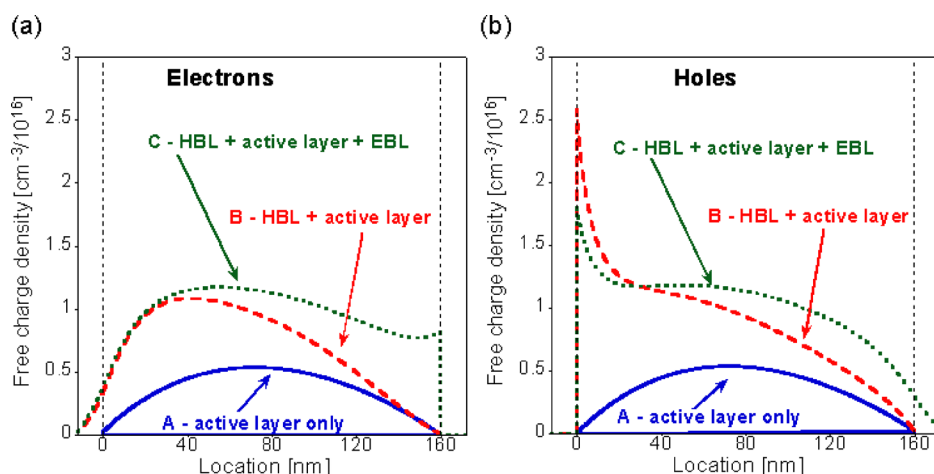 (a)
Free charge density [cm⁻³/10¹⁶]
3
2.5
2
1.5
1
0.5
0
Electrons
C - HBL + active layer + EBL
B - HBL + active layer
A - active layer only
0 40 80 120 160
Location [nm]
(b)
Free charge density [cm⁻³/10¹⁶]
3
2.5
2
1.5
1
0.5
0
Holes
C - HBL + active layer + EBL
B - HBL + active layer
A - active layer only
0 40 80 120 160
Location [nm]